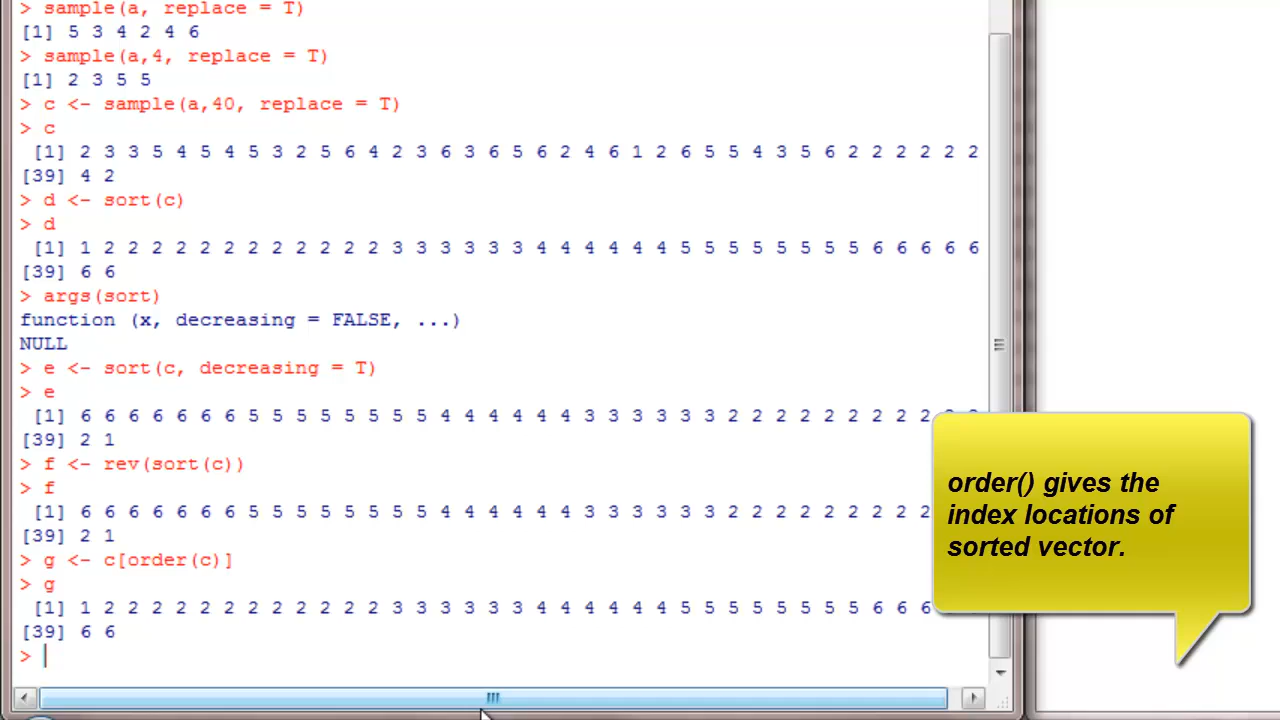 > sample(a, replace = T)
[1] 5 3 4 2 4 6
> sample(a,4, replace = T)
[1] 2 3 5 5
> c <- sample(a,40, replace = T)
> c
[1] 2 3 3 5 4 5 4 5 3 2 5 6 4 2 3 6 3 6 5 6 2 4 6 1 2 6 5 5 4 3 5 6 2 2 2 2 2 2
[39] 4 2
> d <- sort(c)
> d
[1] 1 2 2 2 2 2 2 2 2 2 2 2 2 3 3 3 3 3 3 4 4 4 4 4 4 5 5 5 5 5 5 5 5 6 6 6 6 6
[39] 6 6
> args(sort)
function (x, decreasing = FALSE, ...)
NULL
> e <- sort(c, decreasing = T)
> e
[1] 6 6 6 6 6 6 6 5 5 5 5 5 5 5 5 4 4 4 4 4 4 3 3 3 3 3 3 2 2 2 2 2 2 2 2 2
[39] 2 1
> f <- rev(sort(c))
> f
[1] 6 6 6 6 6 6 6 5 5 5 5 5 5 5 5 4 4 4 4 4 4 3 3 3 3 3 3 2 2 2 2 2 2 2 2 2
[39] 2 1
> g <- c[order(c)]
> g
[1] 1 2 2 2 2 2 2 2 2 2 2 2 2 3 3 3 3 3 3 4 4 4 4 4 4 5 5 5 5 5 5 5 5 6 6 6
[39] 6 6
>
order() gives the
index locations of
sorted vector.